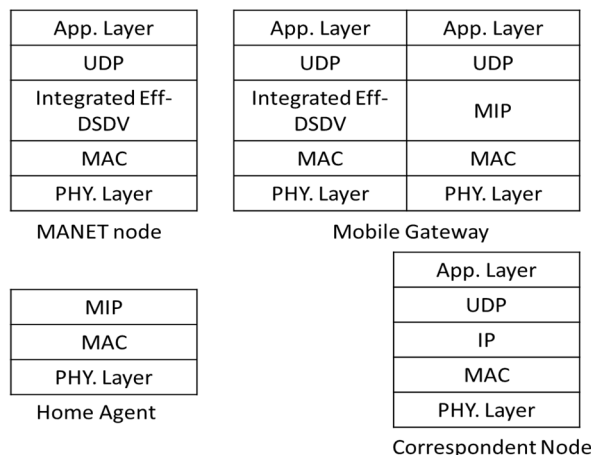 App. Layer
UDP
Integrated Eff-
DSDV
MAC
PHY. Layer
MANET node
App. Layer App. Layer
UDP UDP
Integrated Eff-
DSDV
MIP
MAC MAC
PHY. Layer PHY. Layer
Mobile Gateway
MIP
MAC
PHY. Layer
Home Agent
App. Layer
UDP
IP
MAC
PHY. Layer
Correspondent Node